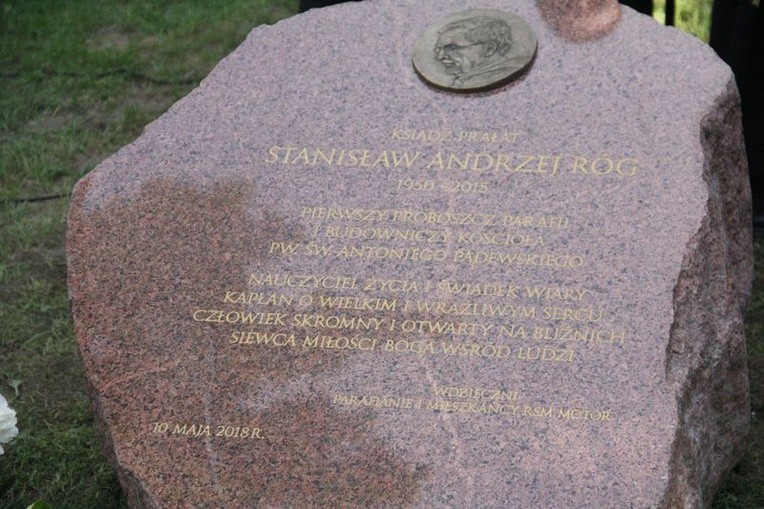 KSIĄDZ PRAŁAT
STANISŁAW ANDRZEJ RÓG
1950 - 2015
PIERWSZY PROBOSZCZ PARAFII
I BUDOWNICZY KOŚCIOŁA
PW. ŚW. ANTONIEGO PADEWSKIEGO
NAUCZYCIEL ŻYCIA I ŚWIADEK WIARY
KAPŁAN O WIELKIM I WRAŻLIWYM SERCU
CZŁOWIEK SKROMNY I OTWARTY NA BLIŹNICH
SIEWCA MIŁOŚCI BOGA WŚRÓD LUDZI
WDZIĘCZNI
PARAFIANIE I MIESZKAŃCY RSM MOTOR
10 MAJA 2018 R.